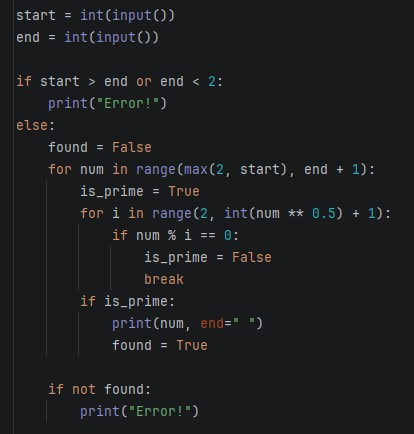 start = int(input())
end = int(input())

if start > end or end < 2:
    print("Error!")
else:
    found = False
    for num in range(max(2, start), end + 1):
        is_prime = True
        for i in range(2, int(num ** 0.5) + 1):
            if num % i == 0:
                is_prime = False
                break
        if is_prime:
            print(num, end=" ")
            found = True

    if not found:
        print("Error!")